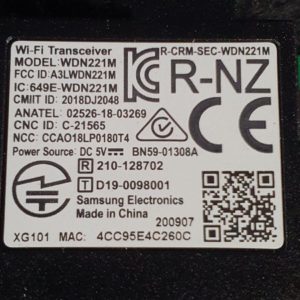 Wi-Fi Transceiver
R-CRM-SEC-WDN221M
MODEL:WDN221M
FCC ID:A3LWDN221M
R-NZ
IC:649E-WDN221M
CMIIT ID: 2018DJ2048
ANATEL: 02526-18-03269
CNC ID: C-21565
NCC: CCAO18LP0180T4
Power Source: DC 5V BN59-01308A
R 210-128702
T D19-0098001
Samsung Electronics
Made in China
200907
XG101 MAC: 4CC95E4C260C